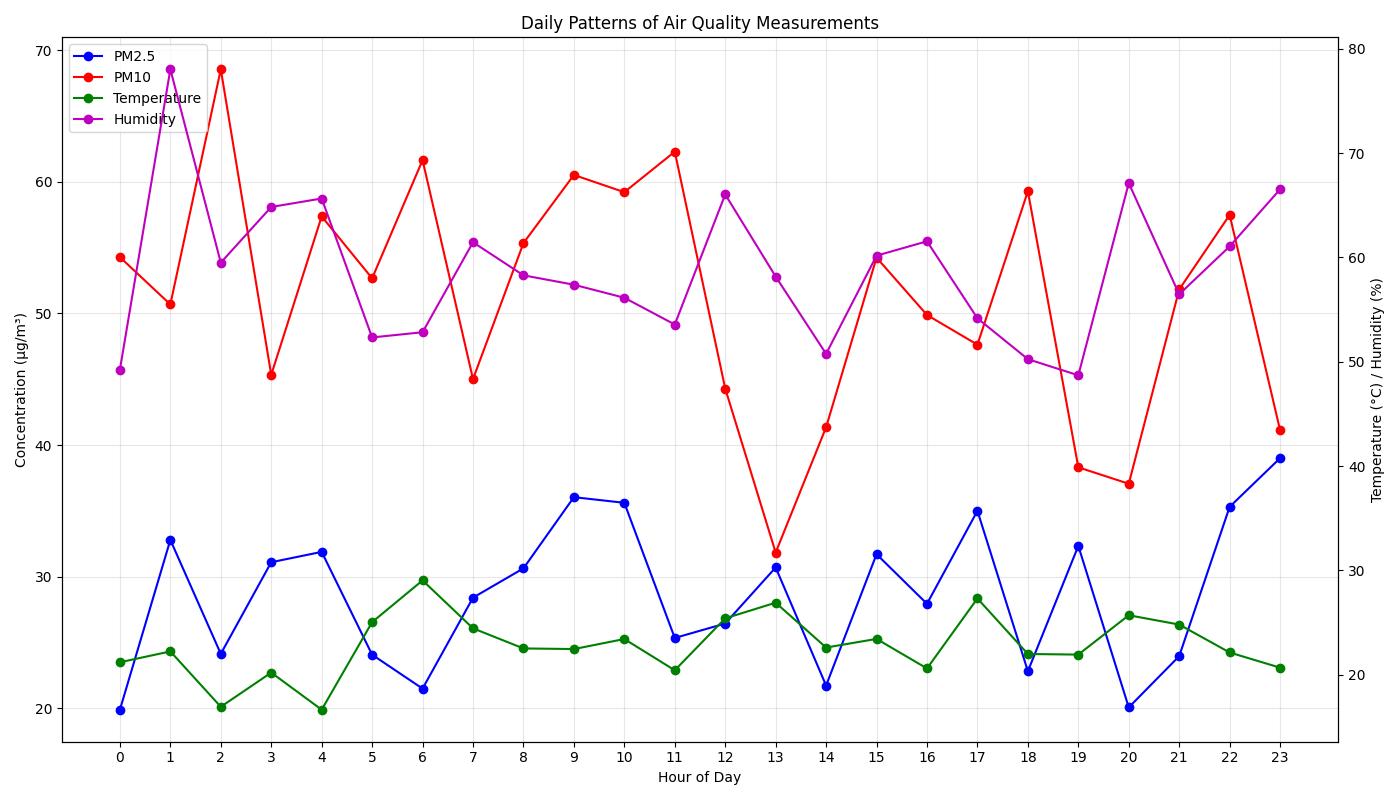 Daily Patterns of Air Quality Measurements
PM2.5
PM10
Temperature
Humidity
70
60
50
40
30
20
Concentration (μg/m³)
80
70
60
50
40
30
20
Temperature (°C) / Humidity (%)
0 1 2 3 4 5 6 7 8 9 10 11 12 13 14 15 16 17 18 19 20 21 22 23
Hour of Day